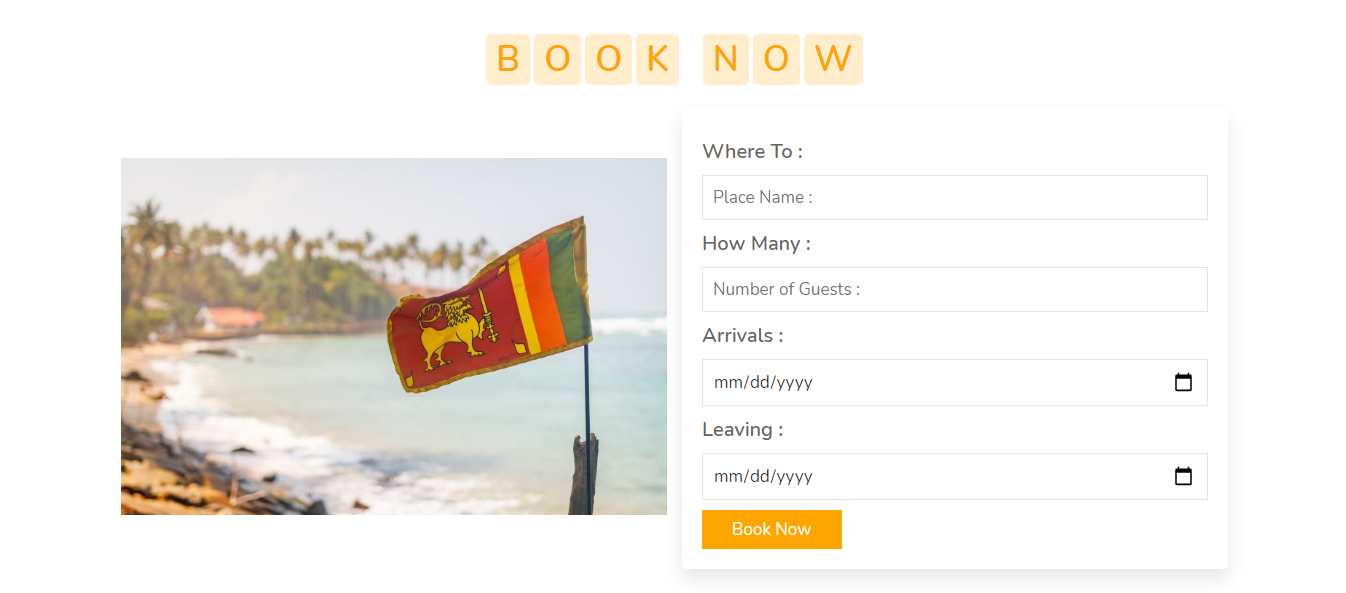 BOOK NOW
Where To :
Place Name :
How Many :
Number of Guests :
Arrivals :
mm/dd/yyyy
Leaving :
mm/dd/yyyy
Book Now